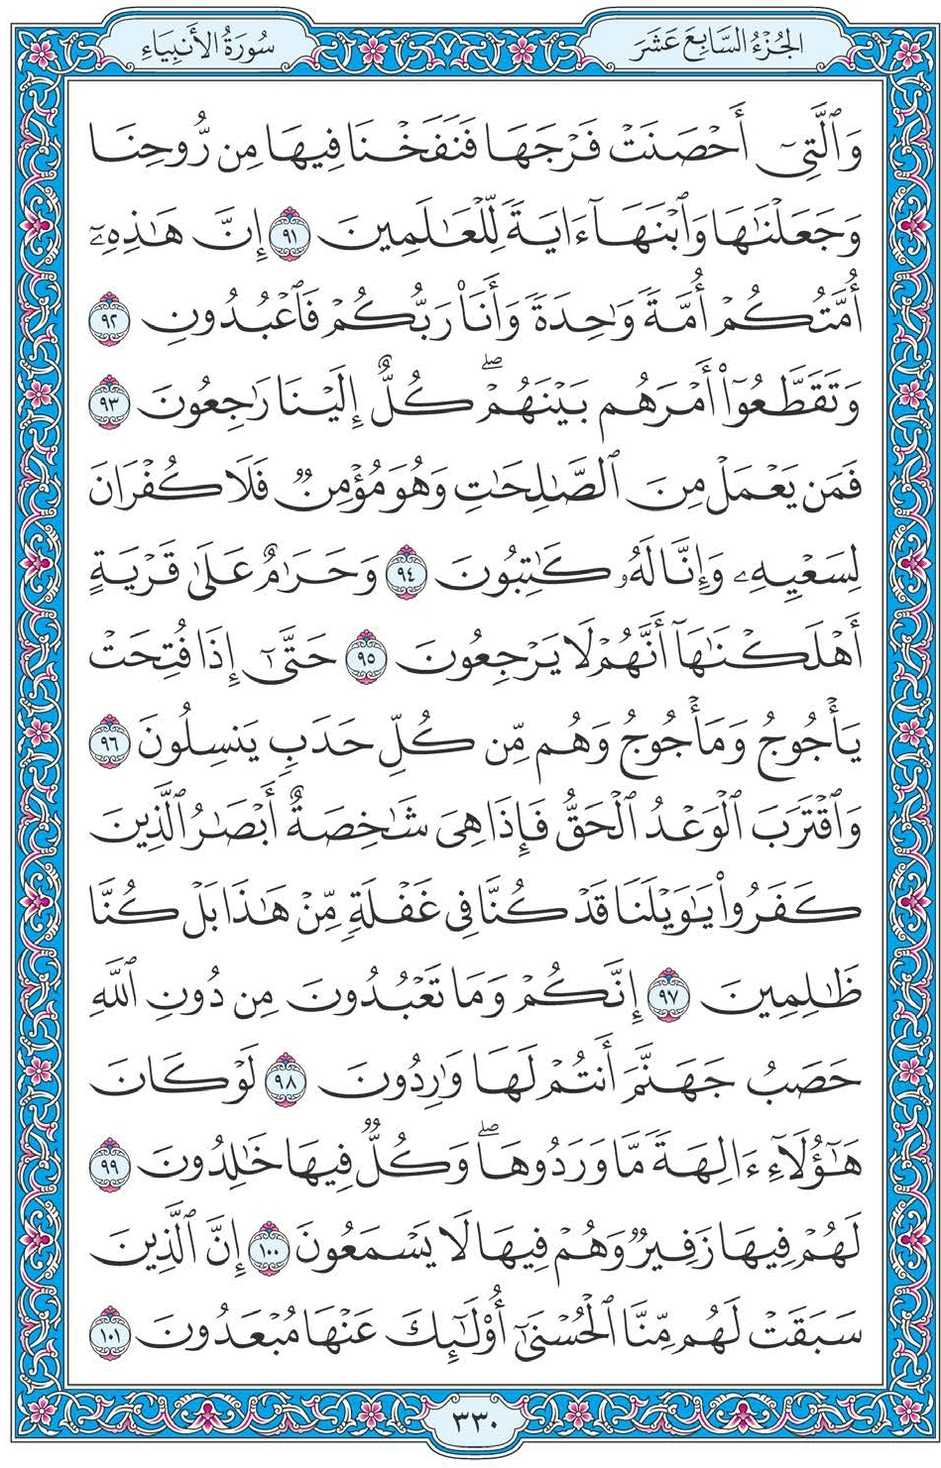 الجُزْءُ السَّابِعَ عَشَرَ
سُورَةُ الأَنبِيَاءِ
وَٱلَّتِىٓ أَحۡصَنَتۡ فَرۡجَهَا فَنَفَخۡنَا فِيهَا مِن رُّوحِنَا
وَجَعَلۡنَٰهَا وَٱبۡنَهَآ ءَايَةٗ لِّلۡعَٰلَمِينَ ٩١ إِنَّ هَٰذِهِۦٓ
أُمَّتُكُمۡ أُمَّةٗ وَٰحِدَةٗ وَأَنَا۠ رَبُّكُمۡ فَٱعۡبُدُونِ ٩٢
وَتَقَطَّعُوٓاْ أَمۡرَهُم بَيۡنَهُمۡۖ كُلٌّ إِلَيۡنَا رَٰجِعُونَ ٩٣
فَمَن يَعۡمَلۡ مِنَ ٱلصَّٰلِحَٰتِ وَهُوَ مُؤۡمِنٞ فَلَا كُفۡرَانَ
لِسَعۡيِهِۦ وَإِنَّا لَهُۥ كَٰتِبُونَ ٩٤ وَحَرَٰمٌ عَلَىٰ قَرۡيَةٍ
أَهۡلَكۡنَٰهَآ أَنَّهُمۡ لَا يَرۡجِعُونَ ٩٥ حَتَّىٰٓ إِذَا فُتِحَتۡ
يَأۡجُوجُ وَمَأۡجُوجُ وَهُم مِّن كُلِّ حَدَبٖ يَنسِلُونَ ٩٦
وَٱقۡتَرَبَ ٱلۡوَعۡدُ ٱلۡحَقُّ فَإِذَا هِىَ شَٰخِصَةٌ أَبۡصَٰرُ ٱلَّذِينَ
كَفَرُواْ يَٰوَيۡلَنَا قَدۡ كُنَّا فِى غَفۡلَةٖ مِّنۡ هَٰذَا بَلۡ كُنَّا
ظَٰلِمِينَ ٩٧ إِنَّكُمۡ وَمَا تَعۡبُدُونَ مِن دُونِ ٱللَّهِ
حَصَبُ جَهَنَّمَ أَنتُمۡ لَهَا وَٰرِدُونَ ٩٨ لَوۡ كَانَ
هَٰٓؤُلَآءِ ءَالِهَةٗ مَّا وَرَدُوهَاۖ وَكُلٌّ فِيهَا خَٰلِدُونَ ٩٩
لَهُمۡ فِيهَا زَفِيرٞ وَهُمۡ فِيهَا لَا يَسۡمَعُونَ ١٠٠ إِنَّ ٱلَّذِينَ
سَبَقَتۡ لَهُم مِّنَّا ٱلۡحُسۡنَىٰٓ أُوْلَٰٓئِكَ عَنۡهَا مُبۡعَدُونَ ١٠١
٣٣٠